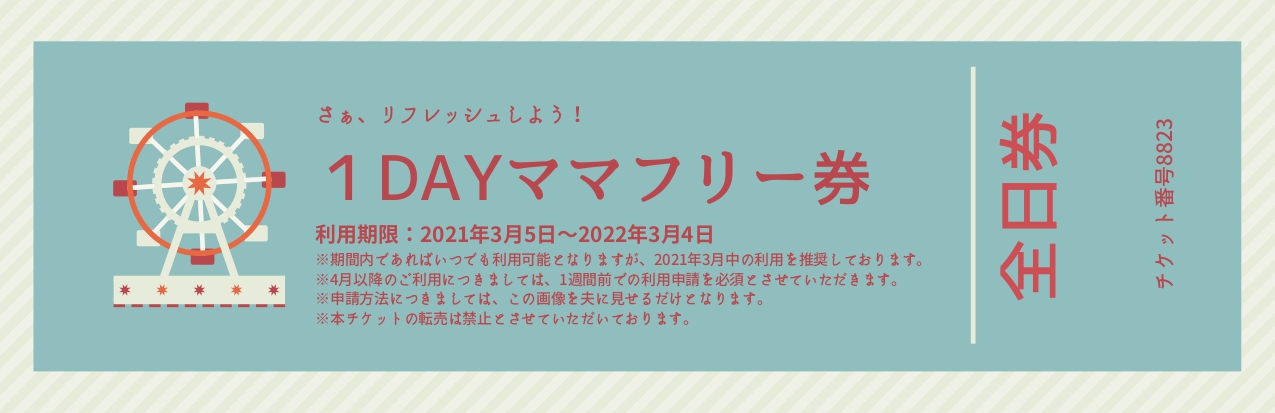 さぁ、リフレッシュしよう！
１DAYママフリー券
利用期限：2021年3月5日〜2022年3月4日
※期間内であればいつでも利用可能となりますが、2021年3月中の利用を推奨しております。
※4月以降のご利用につきましては、1週間前での利用申請を必須とさせていただきます。
※申請方法につきましては、この画像を夫に見せるだけとなります。
※本チケットの転売は禁止とさせていただいております。
全日券
チケット番号8823